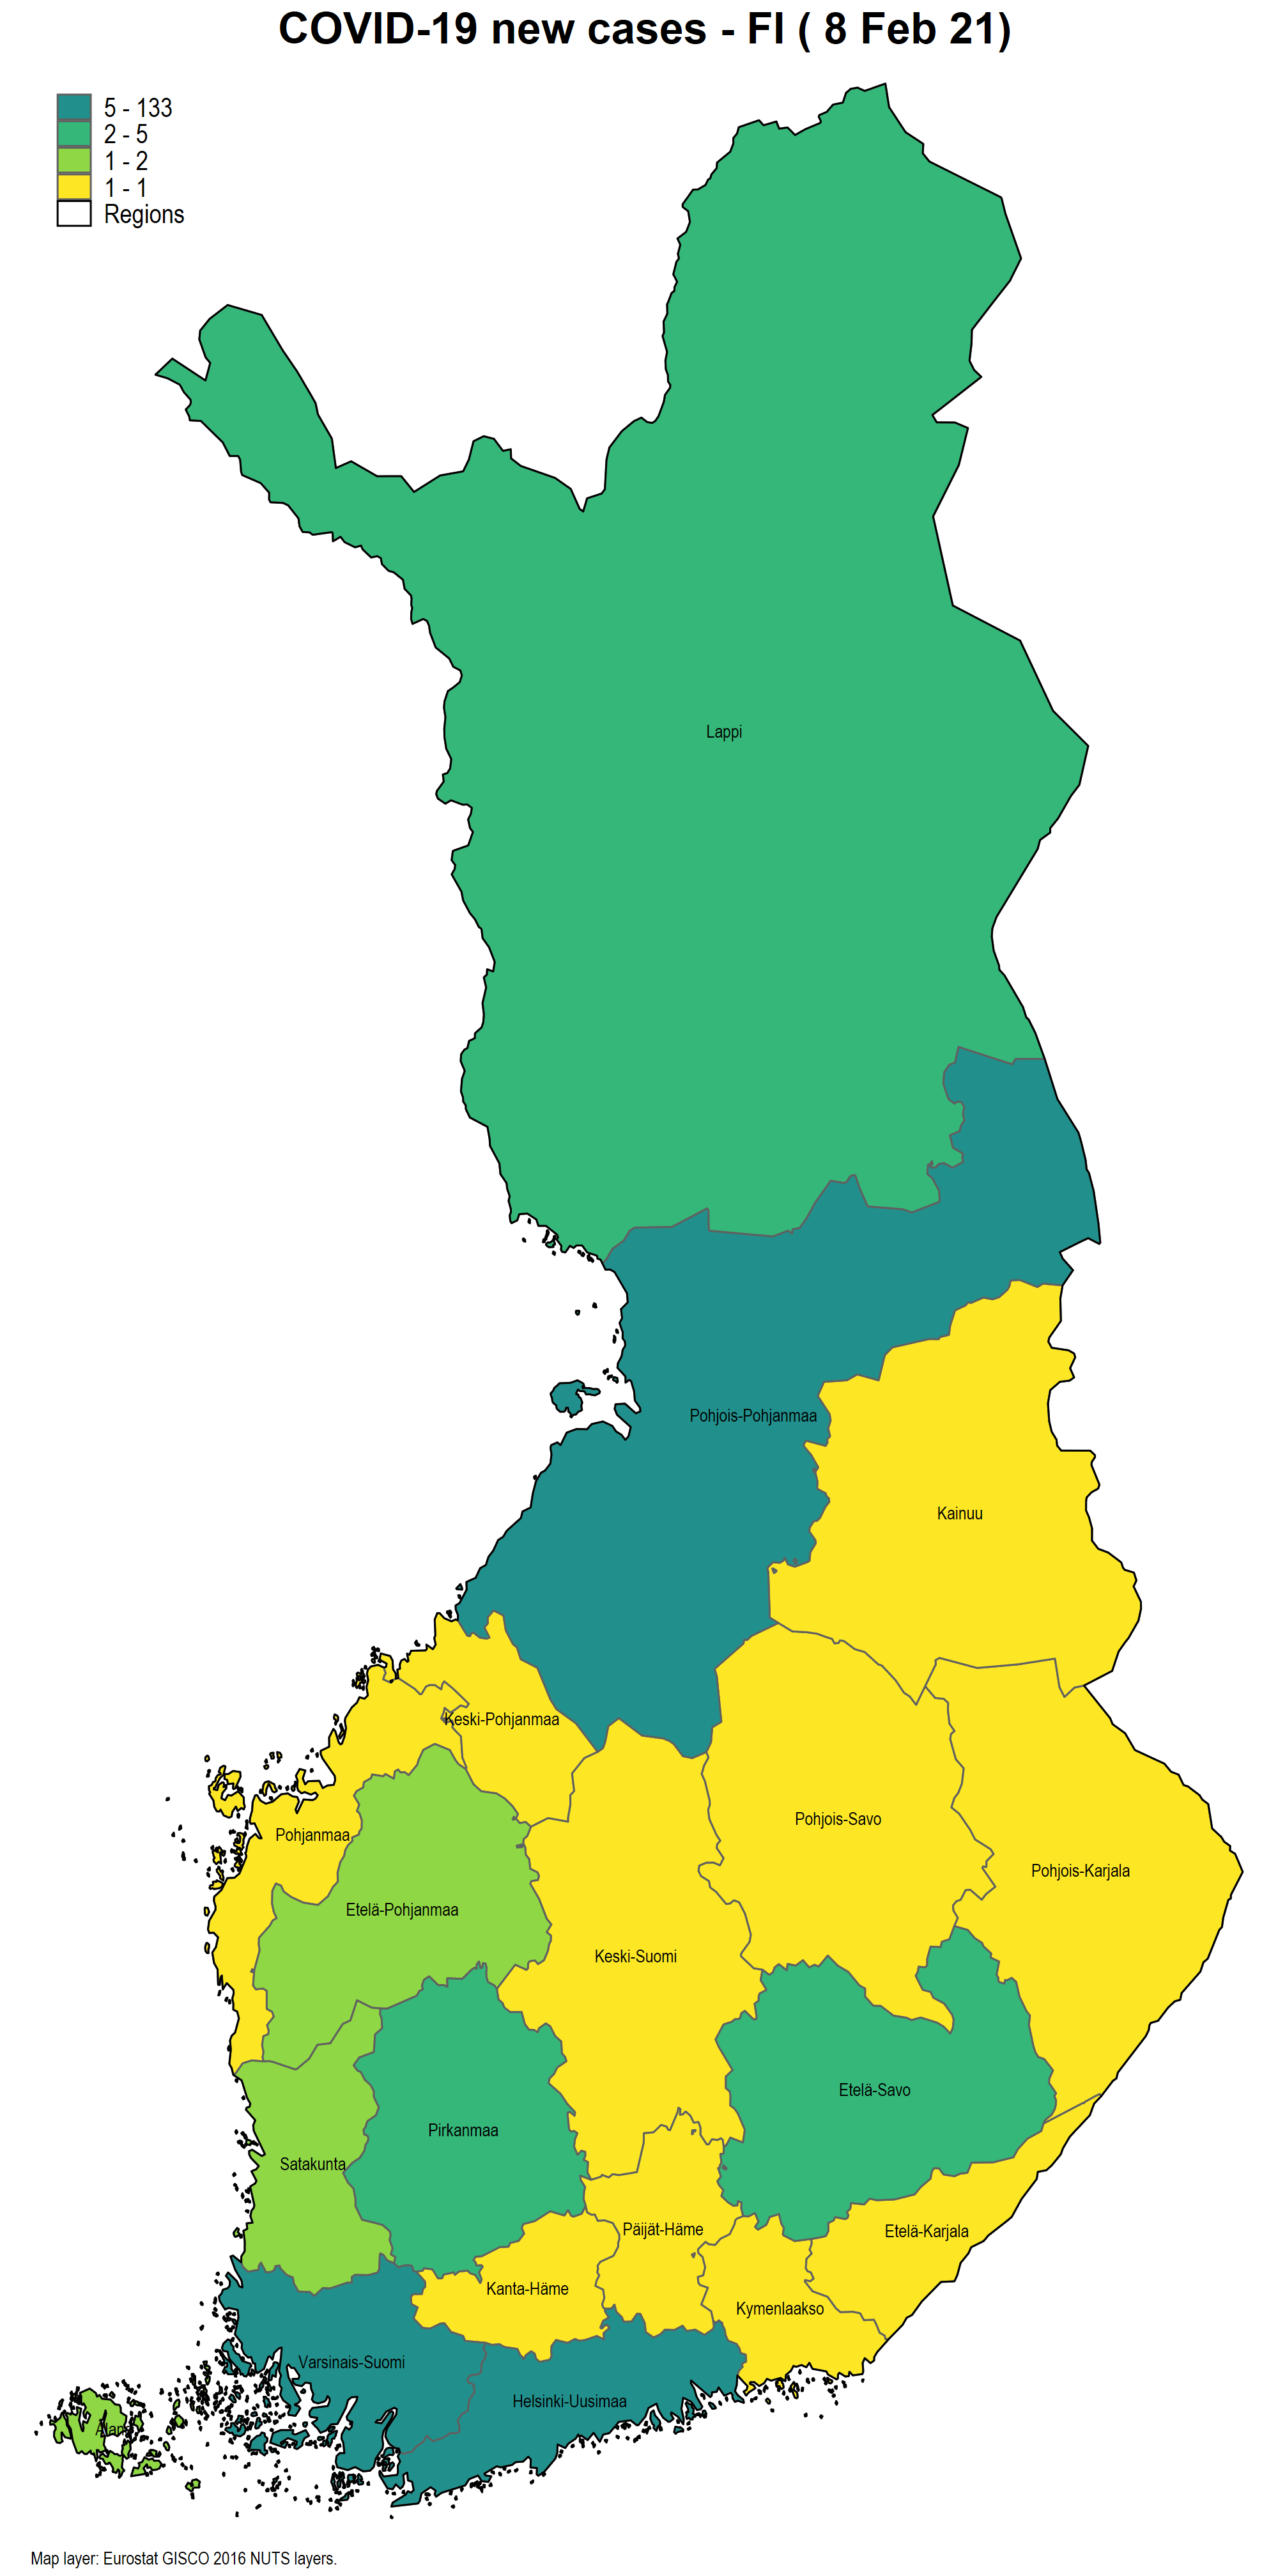 COVID-19 new cases - FI ( 8 Feb 21)
5 - 133
2 - 5
1 - 2
1 - 1
Regions
Lappi
Pohjois-Pohjanmaa
Kainuu
Keski-Pohjanmaa
Pohjois-Savo
Pohjanmaa
Pohjois-Karjala
Etelä-Pohjanmaa
Keski-Suomi
Etelä-Savo
Pirkanmaa
Satakunta
Päijät-Häme
Etelä-Karjala
Kanta-Häme
Kymenlaakso
Varsinais-Suomi
Helsinki-Uusimaa
Map layer: Eurostat GISCO 2016 NUTS layers.